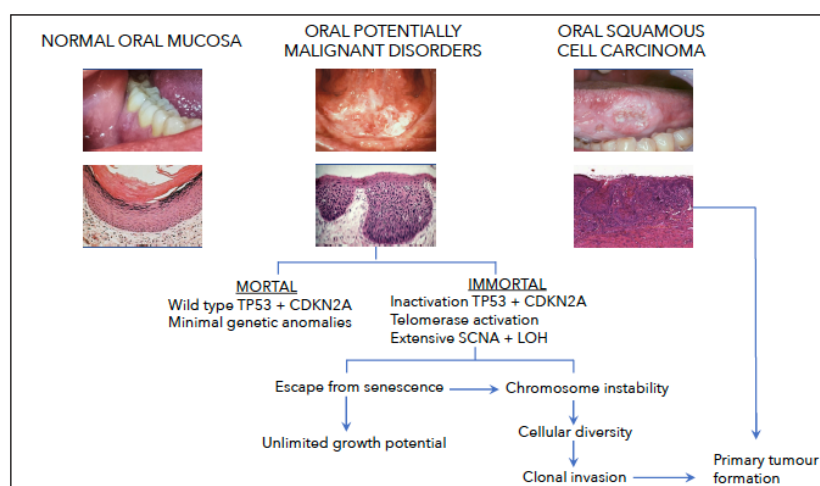 NORMAL ORAL MUCOSA
ORAL POTENTIALLY
MALIGNANT DISORDERS
ORAL SQUAMOUS
CELL CARCINOMA
MORTAL
Wild type TP53 + CDKN2A
Minimal genetic anomalies
IMMORTAL
Inactivation TP53 + CDKN2A
Telomerase activation
Extensive SCNA + LOH
Escape from senescence
Chromosome instability
Unlimited growth potential
Cellular diversity
Clonal invasion
Primary tumour
formation